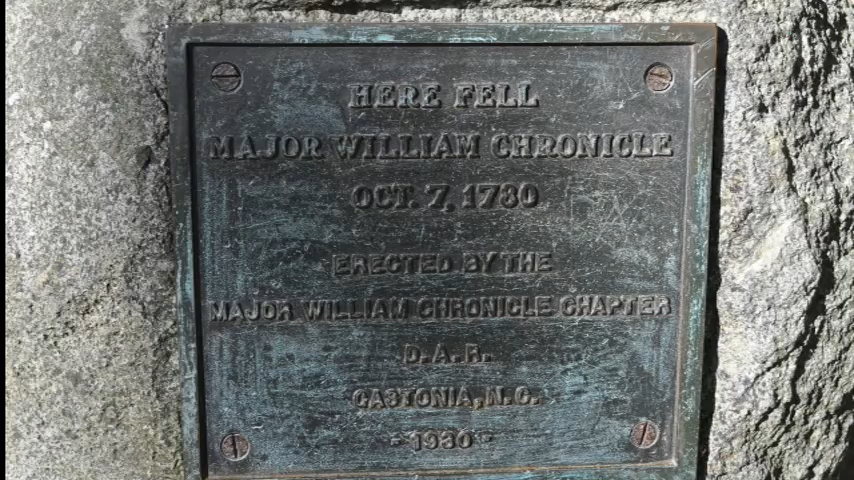 HERE FELL
MAJOR WILLIAM CHRONICLE
OCT. 7, 1780
ERECTED BY THE
MAJOR WILLIAM CHRONICLE CHAPTER
D.A.R.
GASTONIA, N.C.
- 1930 -